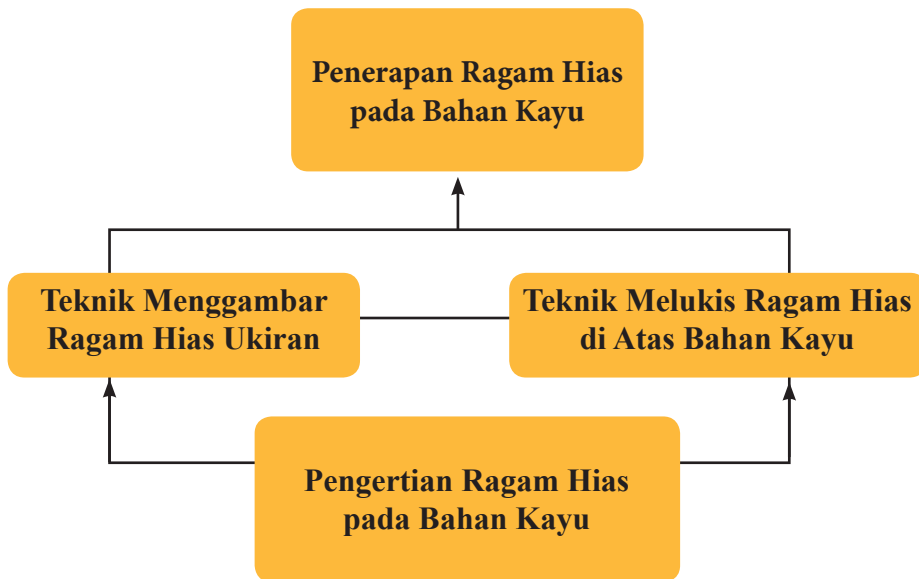 Penerapan Ragam Hias
pada Bahan Kayu
Teknik Menggambar
Ragam Hias Ukiran
Teknik Melukis Ragam Hias
di Atas Bahan Kayu
Pengertian Ragam Hias
pada Bahan Kayu